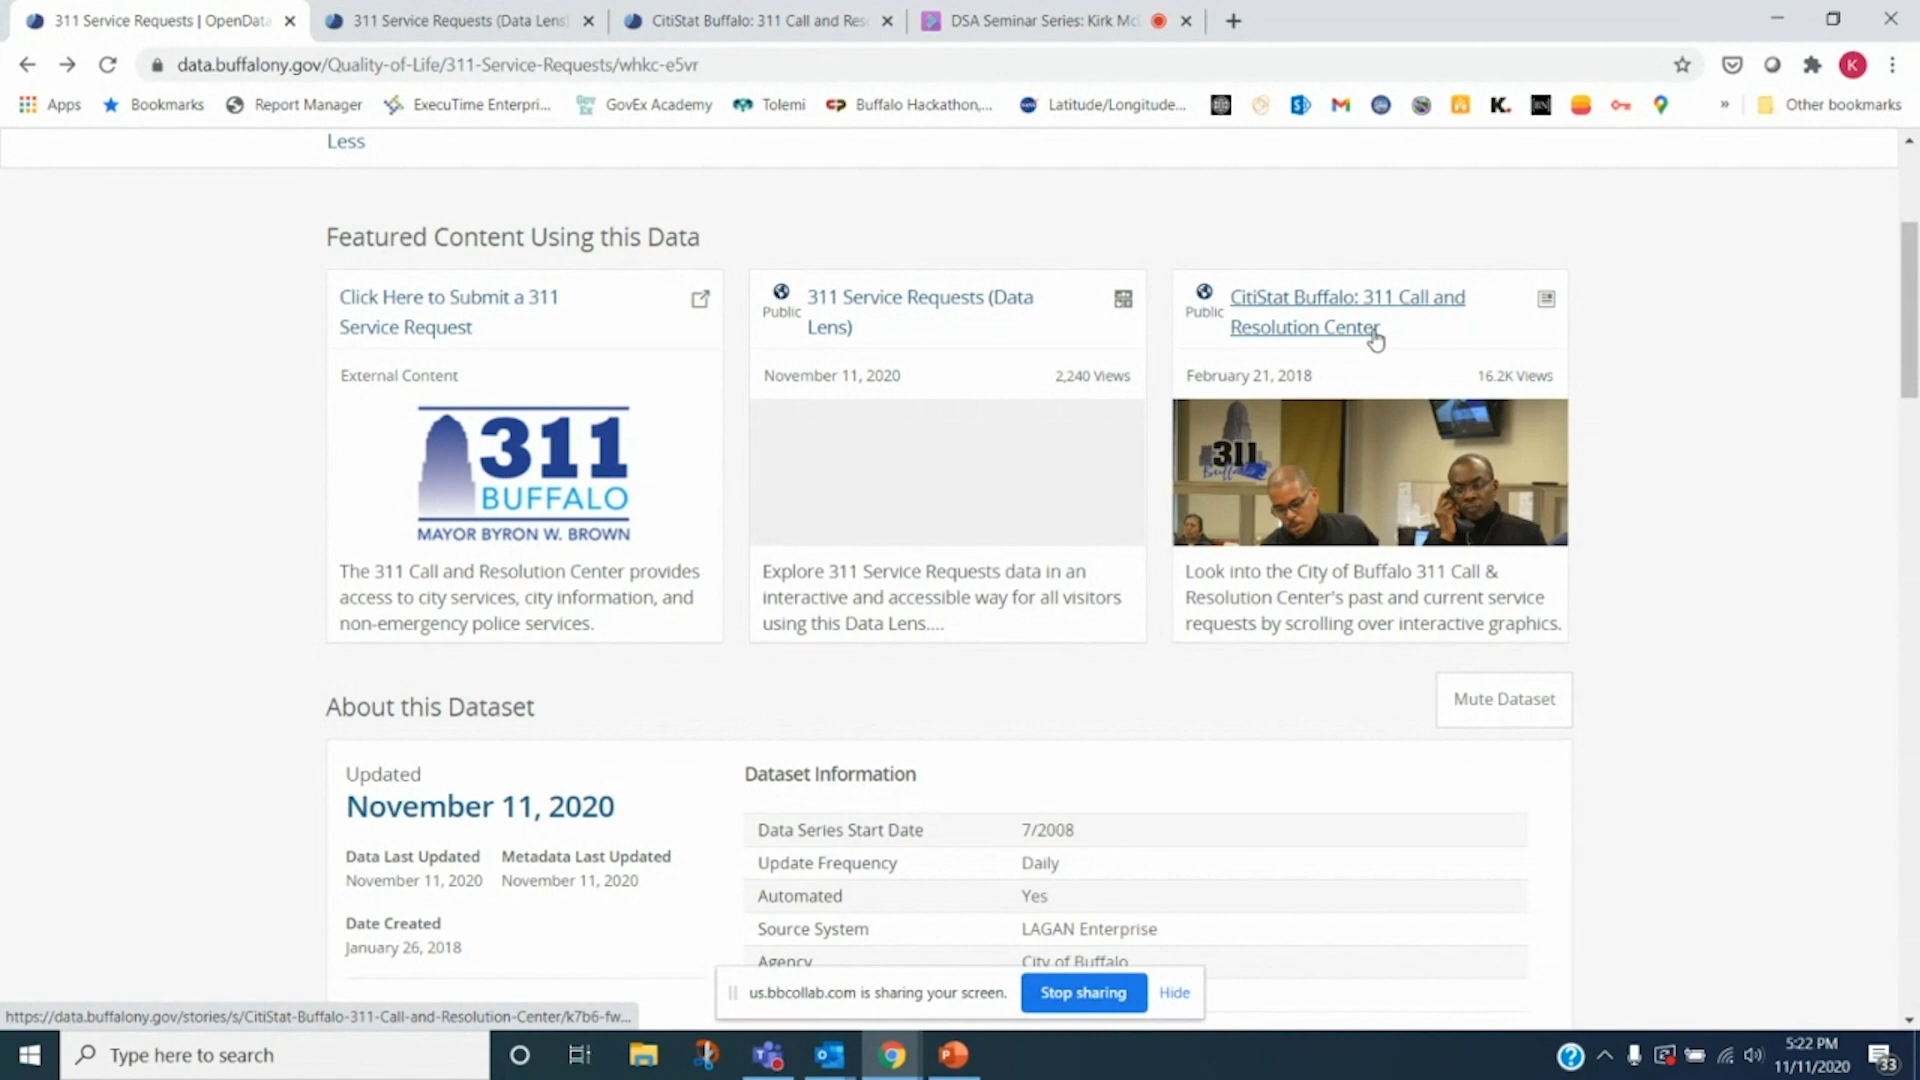 311 Service Requests | OpenData
311 Service Requests (Data Lens)
CitiStat Buffalo: 311 Call and Res
DSA Seminar Series: Kirk Mc
data.buffalony.gov/Quality-of-Life/311-Service-Requests/whkc-e5vr
K
Apps
Bookmarks
Report Manager
ExecuTime Enterpri...
GovEx Academy
Tolemi
Buffalo Hackathon,...
Latitude/Longitude...
K.
»
Other bookmarks
Less
Featured Content Using this Data
Click Here to Submit a 311
Service Request
External Content
311
BUFFALO
MAYOR BYRON W. BROWN
The 311 Call and Resolution Center provides
access to city services, city information, and
non-emergency police services.
Public
311 Service Requests (Data
Lens)
November 11, 2020
2,240 Views
Explore 311 Service Requests data in an
interactive and accessible way for all visitors
using this Data Lens....
Public
CitiStat Buffalo: 311 Call and
Resolution Center
February 21, 2018
16.2K Views
311
Buffalo
Look into the City of Buffalo 311 Call &
Resolution Center's past and current service
requests by scrolling over interactive graphics.
About this Dataset
Mute Dataset
Updated
November 11, 2020
Data Last Updated
November 11, 2020
Metadata Last Updated
November 11, 2020
Date Created
January 26, 2018
Dataset Information
Data Series Start Date 7/2008
Update Frequency Daily
Automated Yes
Source System LAGAN Enterprise
Agency City of Buffalo
us.bbcollab.com is sharing your screen.
Stop sharing
Hide
https://data.buffalony.gov/stories/s/CitiStat-Buffalo-311-Call-and-Resolution-Center/k7b6-fw...
Type here to search
5:22 PM
11/11/2020
33